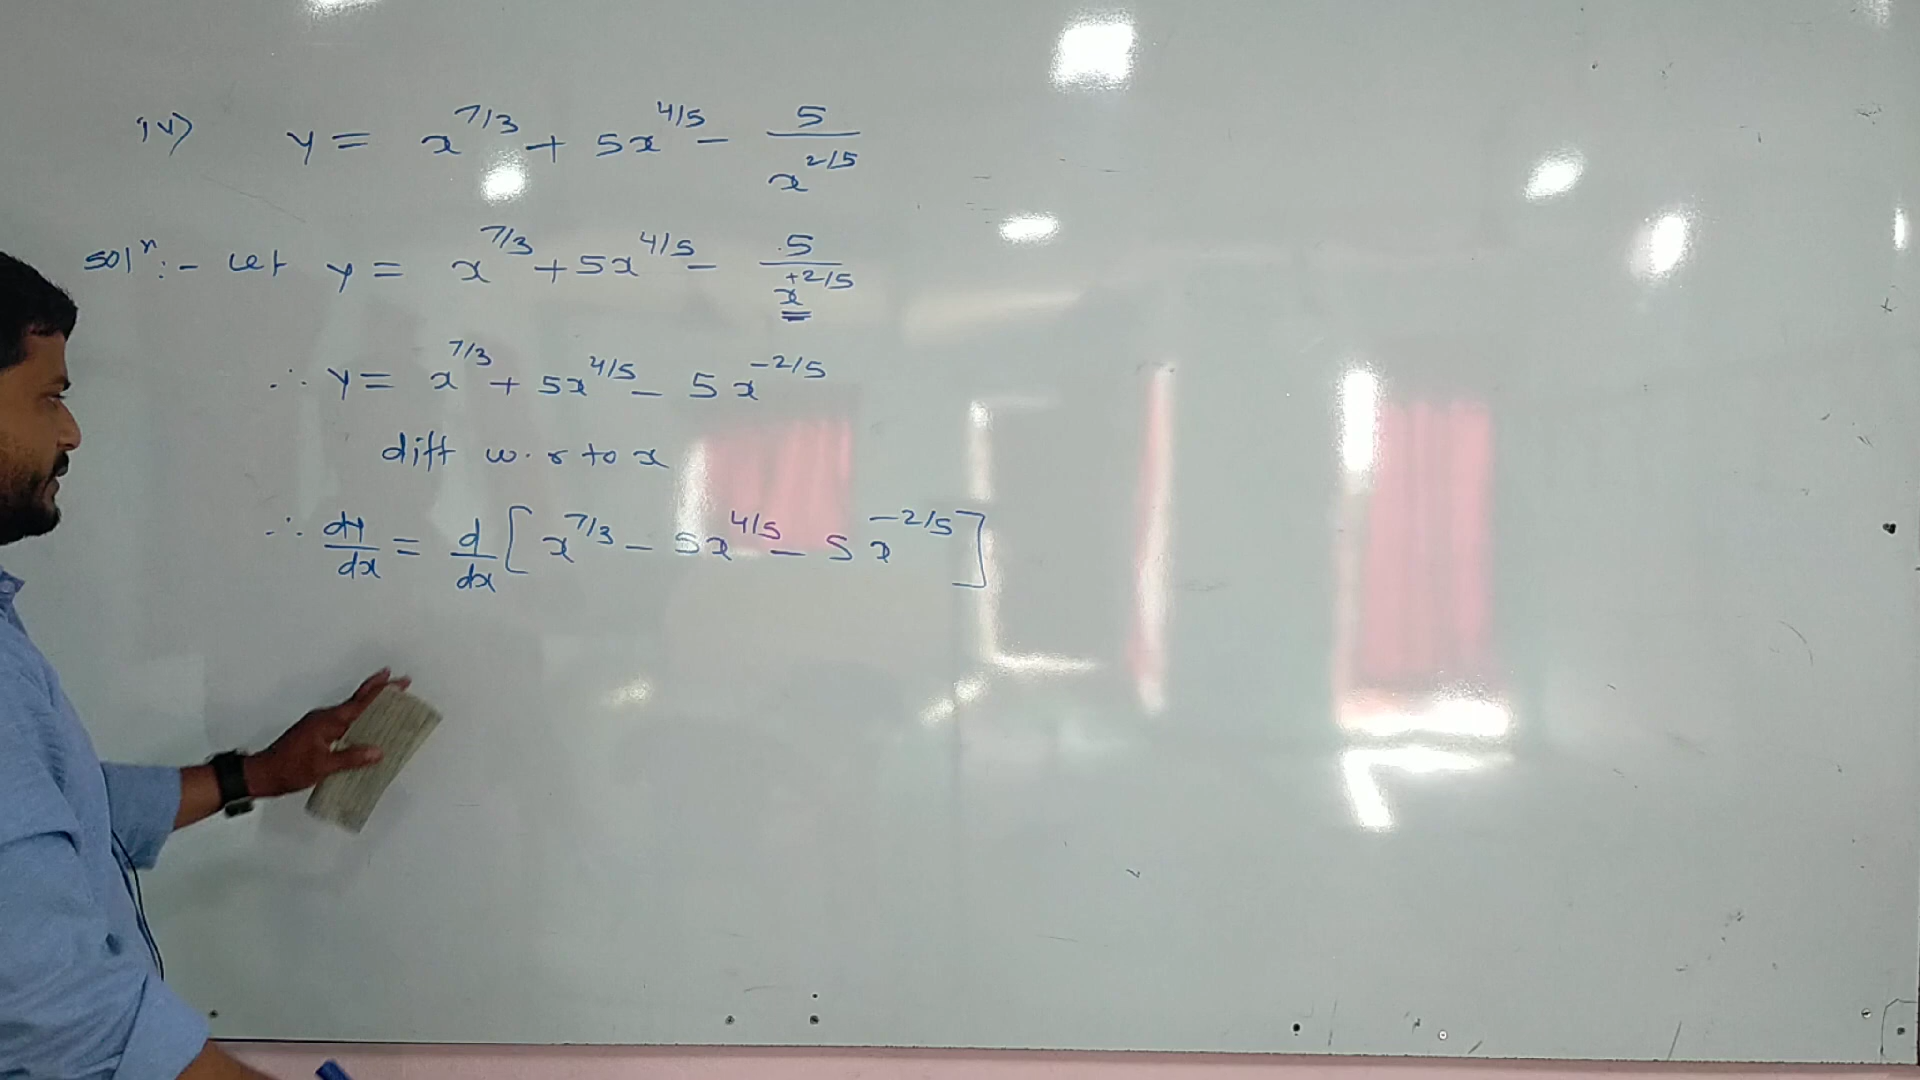 iv) y = x^7/3 + 5x^4/5 - 5/x^2/5
solⁿ:- Let y = x^7/3 + 5x^4/5 - 5/x^+2/5
∴ y = x^7/3 + 5x^4/5 - 5x^-2/5
diff w.r to x
∴ dy/dx = d/dx [x^7/3 - 5x^4/5 - 5x^-2/5]